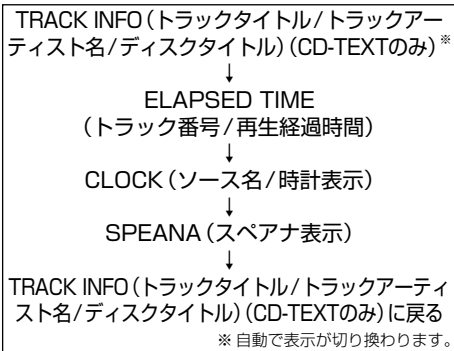 TRACK INFO（トラックタイトル/トラックアー
ティスト名/ディスクタイトル）（CD-TEXTのみ）※
↓
ELAPSED TIME
（トラック番号/再生経過時間）
↓
CLOCK（ソース名/時計表示）
↓
SPEANA（スペアナ表示）
↓
TRACK INFO（トラックタイトル/トラックアーティ
スト名/ディスクタイトル）（CD-TEXTのみ）に戻る
※ 自動で表示が切り換わります。